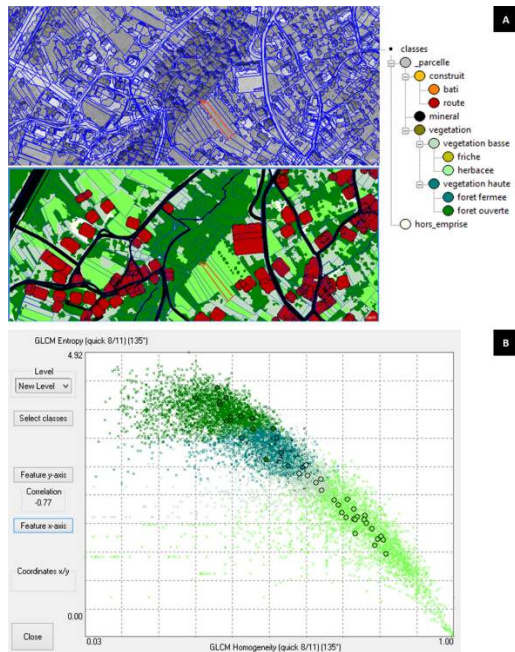 A
classes
_parcelle
construit
bati
route
mineral
vegetation
vegetation basse
friche
herbacee
vegetation haute
foret fermee
foret ouverte
hors_emprise
B
GLCM Entropy (quick 8/11) (135°)
4.92
Level
New Level
Select classes
Feature y-axis
Correlation
-0.77
Feature x-axis
Coordinates x/y
0.00
Close
0.03
GLCM Homogeneity (quick 8/11) (135°)
1.00